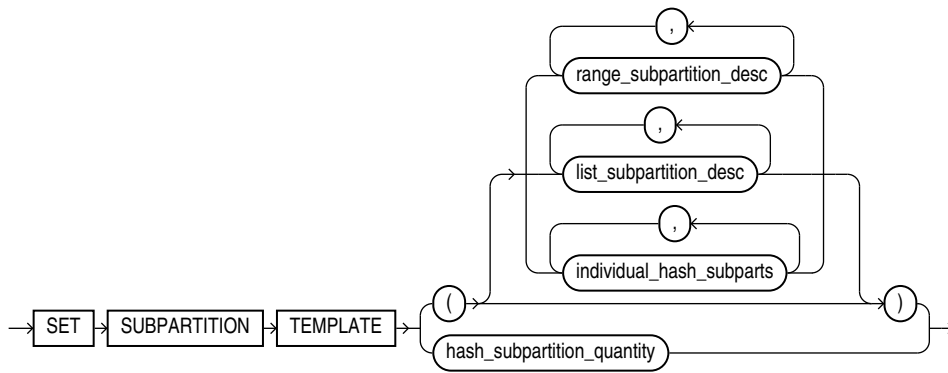 ,
range_subpartition_desc
,
list_subpartition_desc
,
individual_hash_subparts
( )
SET SUBPARTITION TEMPLATE
hash_subpartition_quantity